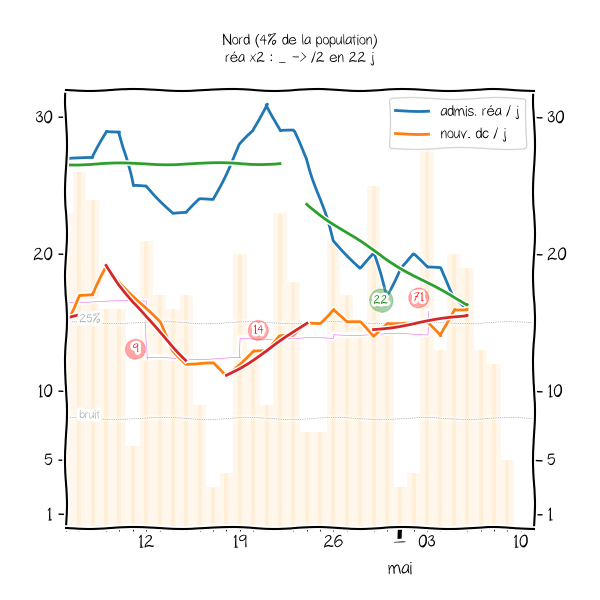 Nord (4% de la population)
réa x2 : _ -> /2 en 22 j
admis. réa / j
nouv. dc / j
30 - - 30
20 - - 20
10 - - 10
5 - - 5
1 - - 1
25%
bruit
9
14
22
71
12 19 26 1 03 10
mai